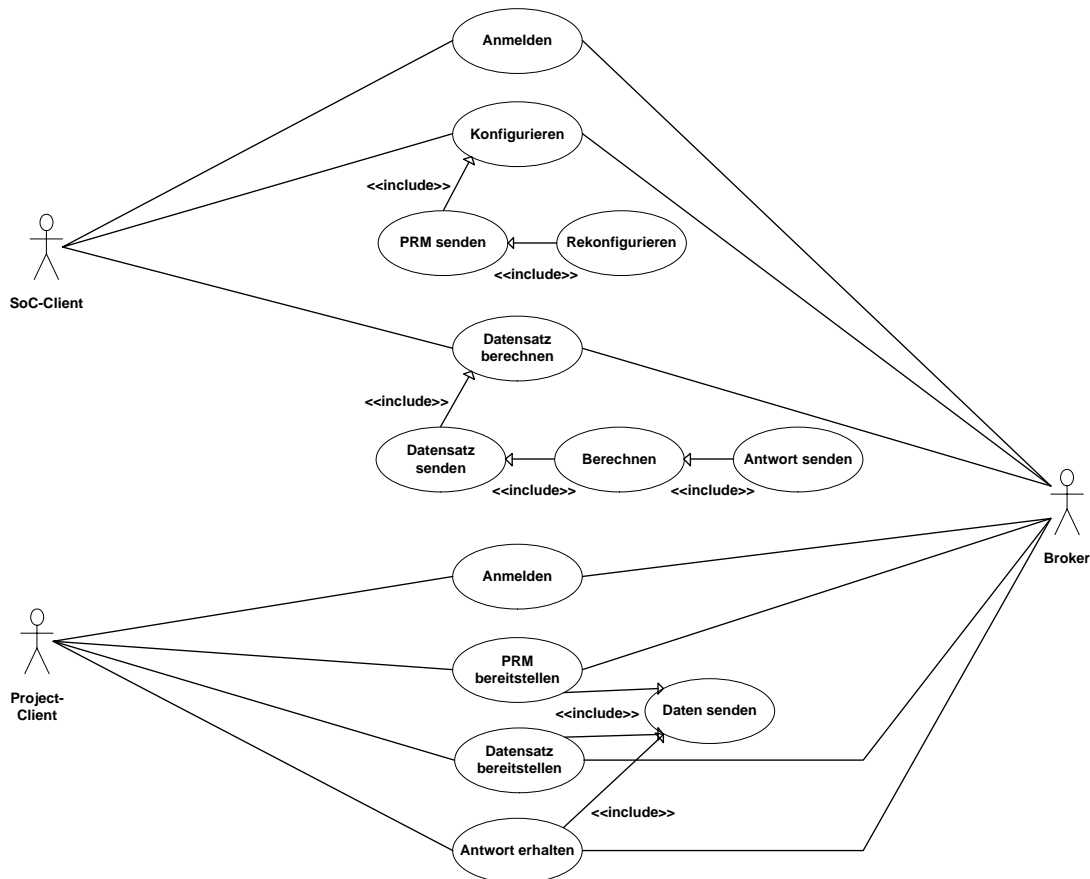 Anmelden
Konfigurieren
<<include>>
PRM senden
Rekonfigurieren
<<include>>
SoC-Client
Datensatz
berechnen
<<include>>
Datensatz
senden
Berechnen
Antwort senden
<<include>>
<<include>>
Broker
Anmelden
PRM
bereitstellen
Project-
Client
Daten senden
<<include>>
Datensatz
bereitstellen
<<include>>
Antwort erhalten